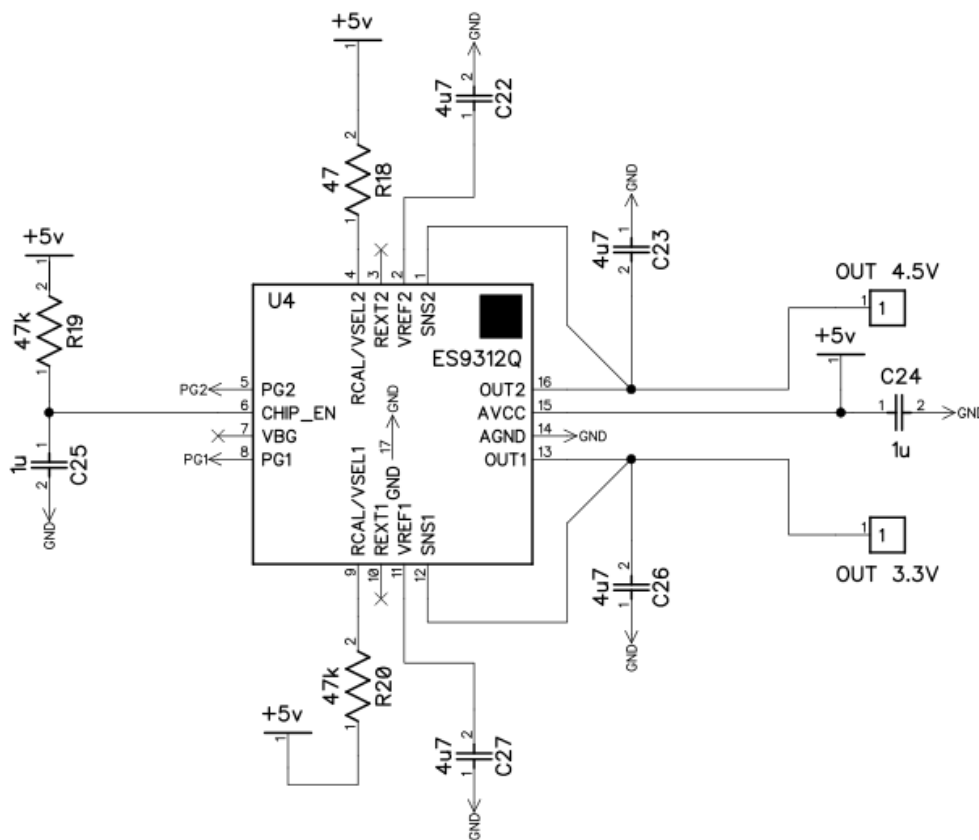 +5v
1
GND
2
4u7
C22
1
2
47
R18
1
GND
1
4u7
C23
2
+5v
1
2
47k
R19
1
4
3
2
1
U4
RCAL/VSEL2
REXT2
VREF2
SNS2
ES9312Q
OUT 4.5V
1
1
+5v
1
PG2
5
PG2
OUT2
16
6
CHIP_EN
AVCC
15
C24
1
2
GND
1u
7
VBG
GND
AGND
14
GND
PG1
8
PG1
17
OUT1
13
1
1u
C25
2
GND
RCAL/VSEL1
REXT1
GND
VREF1
SNS1
9
10
11
12
1
1
OUT 3.3V
2
4u7
C26
1
GND
2
47k
R20
1
+5v
1
2
4u7
C27
1
GND